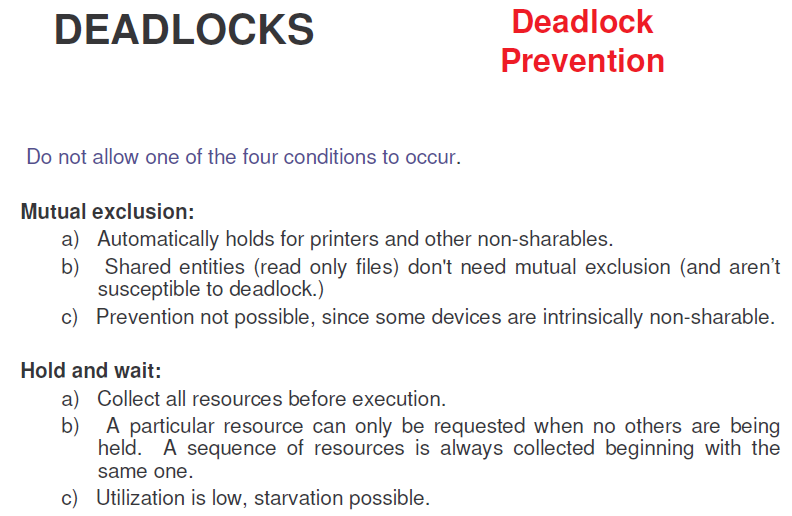 DEADLOCKS
Deadlock
Prevention
Do not allow one of the four conditions to occur.
Mutual exclusion:
a) Automatically holds for printers and other non-sharables.
b) Shared entities (read only files) don't need mutual exclusion (and aren’t
susceptible to deadlock.)
c) Prevention not possible, since some devices are intrinsically non-sharable.
Hold and wait:
a) Collect all resources before execution.
b) A particular resource can only be requested when no others are being
held. A sequence of resources is always collected beginning with the
same one.
c) Utilization is low, starvation possible.